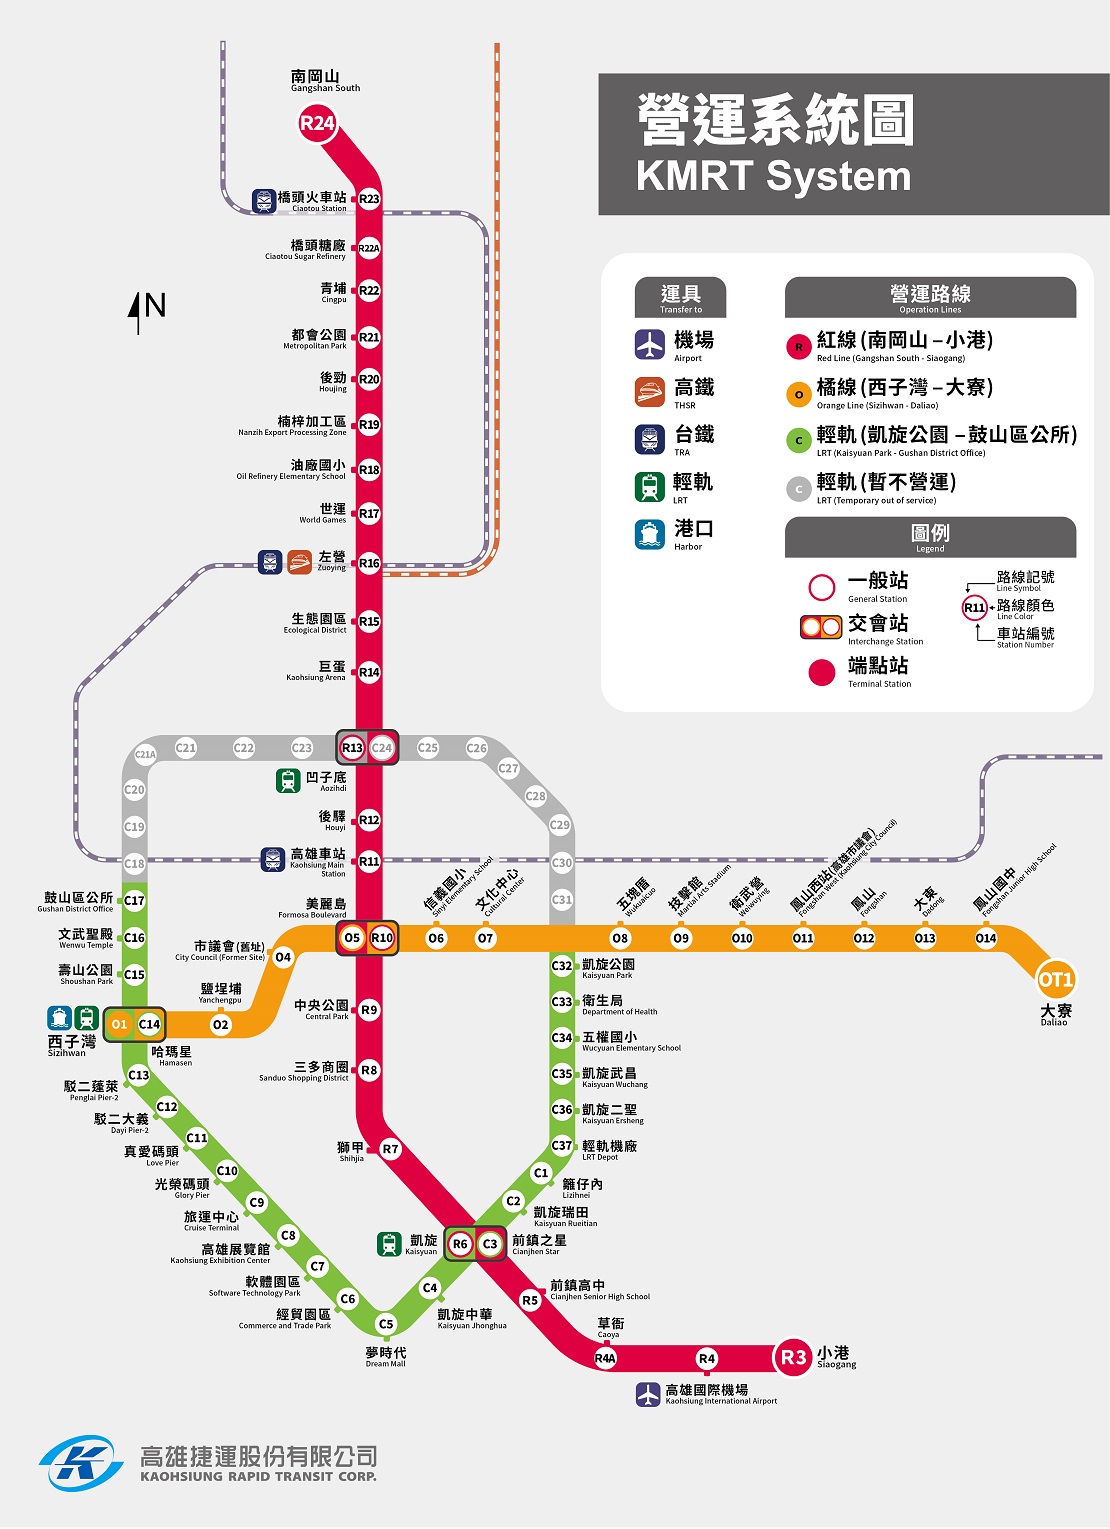 營運系統圖
KMRT System
南岡山
Gangshan South
R24
橋頭火車站
Ciaotou Station
R23
橋頭糖廠
Ciaotou Sugar Refinery
R22A
青埔
Cingpu
R22
都會公園
Metropolitan Park
R21
後勁
Houjing
R20
楠梓加工區
Nanzih Export Processing Zone
R19
油廠國小
Oil Refinery Elementary School
R18
世運
World Games
R17
左營
Zuoying
R16
生態園區
Ecological District
R15
巨蛋
Kaohsiung Arena
R14
N
運具
Transfer to
機場
Airport
高鐵
THSR
台鐵
TRA
輕軌
LRT
港口
Harbor
營運路線
Operation Lines
R
紅線(南岡山–小港)
Red Line (Gangshan South - Siaogang)
O
橘線(西子灣–大寮)
Orange Line (Sizihwan - Daliao)
C
輕軌(凱旋公園 –鼓山區公所)
LRT (Kaisyuan Park - Gushan District Office)
C
輕軌(暫不營運)
LRT (Temporary out of service)
圖例
Legend
一般站
General Station
交會站
Interchange Station
端點站
Terminal Station
R11
路線記號
Line Symbol
路線顏色
Line Color
車站編號
Station Number
C21A
C21
C22
C23
R13
C24
C25
C26
C27
C28
C29
C30
C31
C20
C19
C18
凹子底
Aozihdi
後驛
Houyi
R12
高雄車站
Kaohsiung Main
Station
R11
美麗島
Formosa Boulevard
O5
R10
鼓山區公所
Gushan District Office
C17
文武聖殿
Wenwu Temple
C16
壽山公園
Shoushan Park
C15
西子灣
Sizihwan
O1
C14
哈瑪星
Hamasen
鹽埕埔
Yanchengpu
O2
市議會(舊址)
City Council (Former Site)
O4
信義國小
Sinyi Elementary School
O6
文化中心
Cultural Center
O7
五塊厝
Wukuaicuo
O8
技擊館
Martial Arts Stadium
O9
衛武營
Weiwuying
O10
鳳山西站(高雄市議會)
Fongshan West (Kaohsiung City Council)
O11
鳳山
Fongshan
O12
大東
Dadong
O13
鳳山國中
Fongshan Junior High School
O14
OT1
大寮
Daliao
中央公園
Central Park
R9
三多商圈
Sanduo Shopping District
R8
獅甲
Shihjia
R7
C32
凱旋公園
Kaisyuan Park
C33
衛生局
Department of Health
C34
五權國小
Wucyuan Elementary School
C35
凱旋武昌
Kaisyuan Wuchang
C36
凱旋二聖
Kaisyuan Ersheng
C37
輕軌機廠
LRT Depot
C1
籬仔內
Lizihnei
C2
凱旋瑞田
Kaisyuan Rueitian
凱旋
Kaisyuan
R6
C3
前鎮之星
Cianjhen Star
C4
凱旋中華
Kaisyuan Jhonghua
C5
夢時代
Dream Mall
C6
經貿園區
Commerce and Trade Park
C7
軟體園區
Software Technology Park
C8
高雄展覽館
Kaohsiung Exhibition Center
C9
旅運中心
Cruise Terminal
C10
光榮碼頭
Glory Pier
C11
真愛碼頭
Love Pier
C12
駁二大義
Dayi Pier-2
C13
駁二蓬萊
Penglai Pier-2
R5
前鎮高中
Cianjhen Senior High School
草衙
Caoya
R4A
R4
高雄國際機場
Kaohsiung International Airport
R3
小港
Siaogang
K
高雄捷運股份有限公司
KAOHSIUNG RAPID TRANSIT CORP.